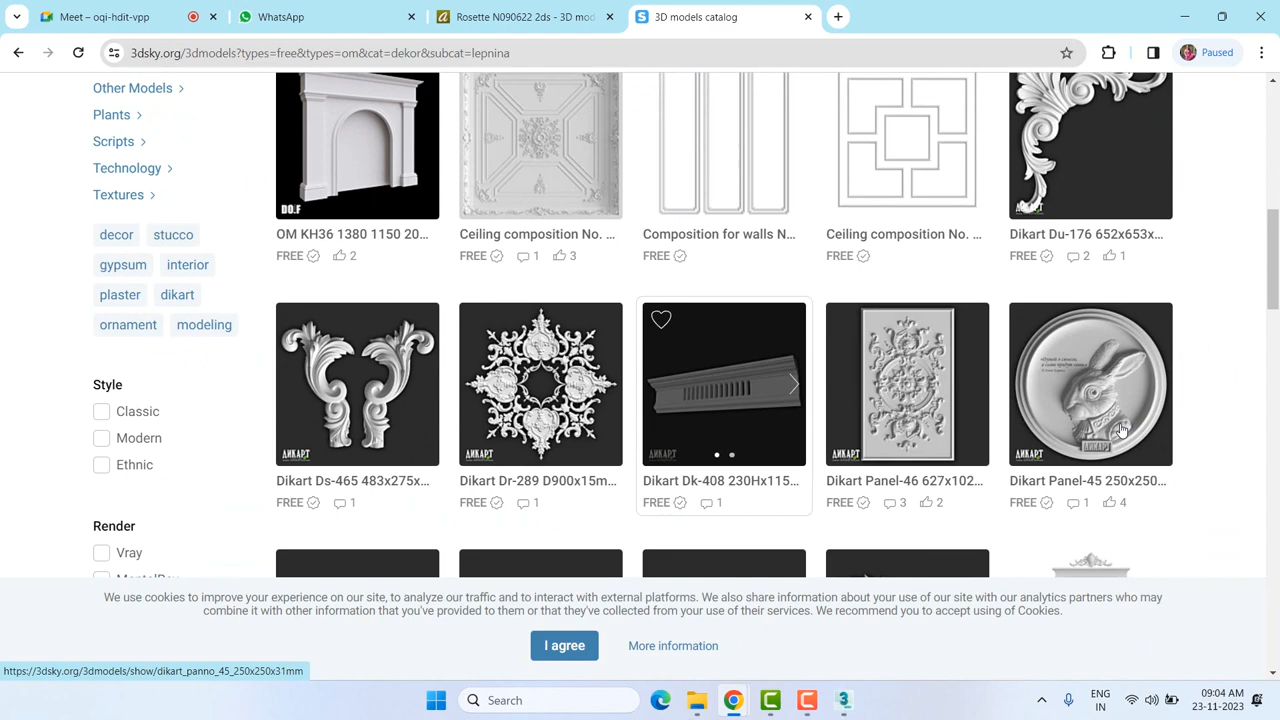 Meet – oqi-hdit-vpp
WhatsApp
Rosette N090622 2ds - 3D mod
3D models catalog
3dsky.org/3dmodels?types=free&types=om&cat=dekor&subcat=lepnina
Paused
Other Models
Plants
Scripts
Technology
Textures
decor stucco
gypsum interior
plaster dikart
ornament modeling
Style
Classic
Modern
Ethnic
Render
Vray
DO.F
ДИКАРТ
OM KH36 1380 1150 20...
FREE 2
Ceiling composition No. ...
FREE 1 3
Composition for walls N...
FREE
Ceiling composition No. ...
FREE
Dikart Du-176 652x653x...
FREE 2 1
ДИКАРТ
ДИКАРТ
ДИКАРТ
ДИКАРТ
ДИКАРТ
ДИКАРТ
Dikart Ds-465 483x275x...
FREE 1
Dikart Dr-289 D900x15m...
FREE 1
Dikart Dk-408 230Hx115...
FREE 1
Dikart Panel-46 627x102...
FREE 3 2
Dikart Panel-45 250x250...
FREE 1 4
We use cookies to improve your experience on our site, to analyze our traffic and to interact with external platforms. We also share information about your use of our site with our analytics partners who may
combine it with other information that you've provided to them or that they've collected from your use of their services. We recommend you to accept using of Cookies.
I agree
More information
https://3dsky.org/3dmodels/show/dikart_panno_45_250x250x31mm
Search
ENG
IN
09:04 AM
23-11-2023